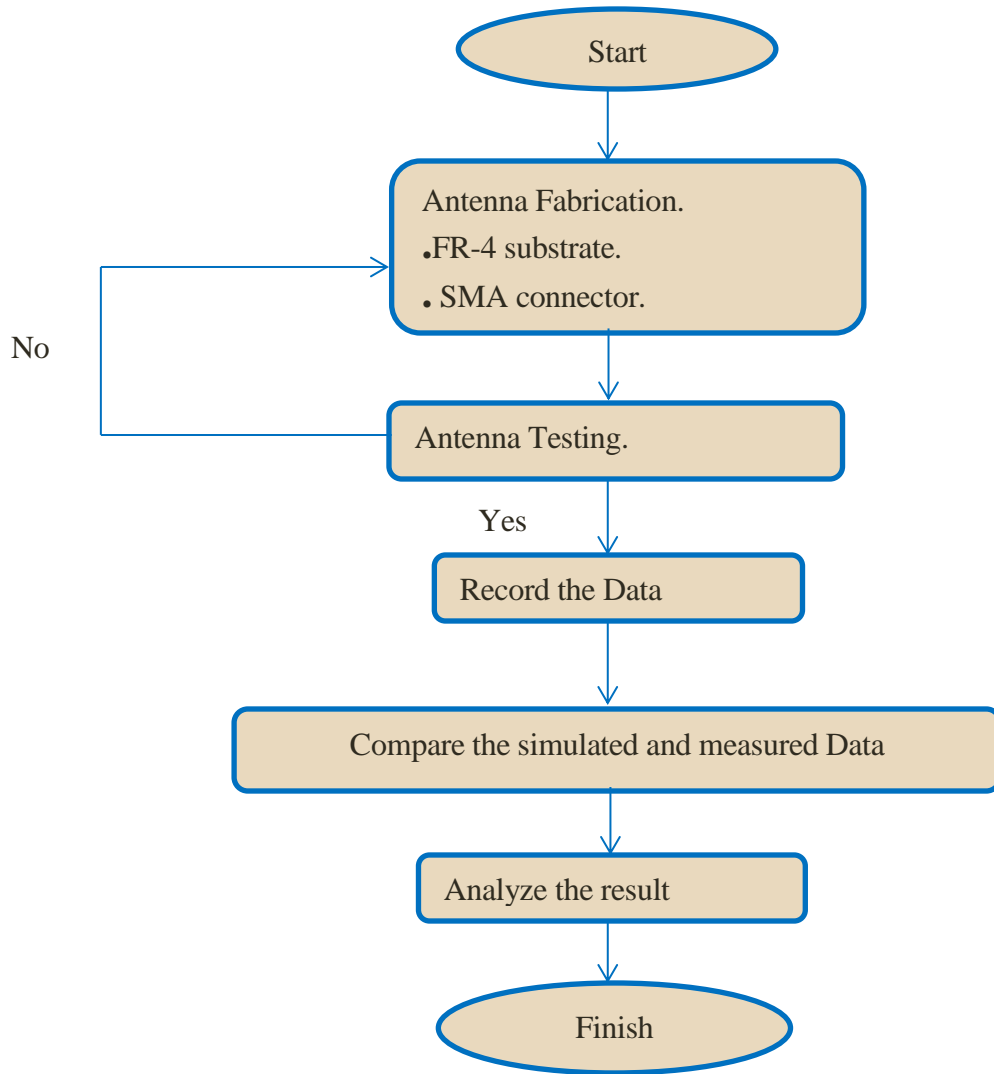 Start
Antenna Fabrication.
.FR-4 substrate.
. SMA connector.
No
Antenna Testing.
Yes
Record the Data
Compare the simulated and measured Data
Analyze the result
Finish